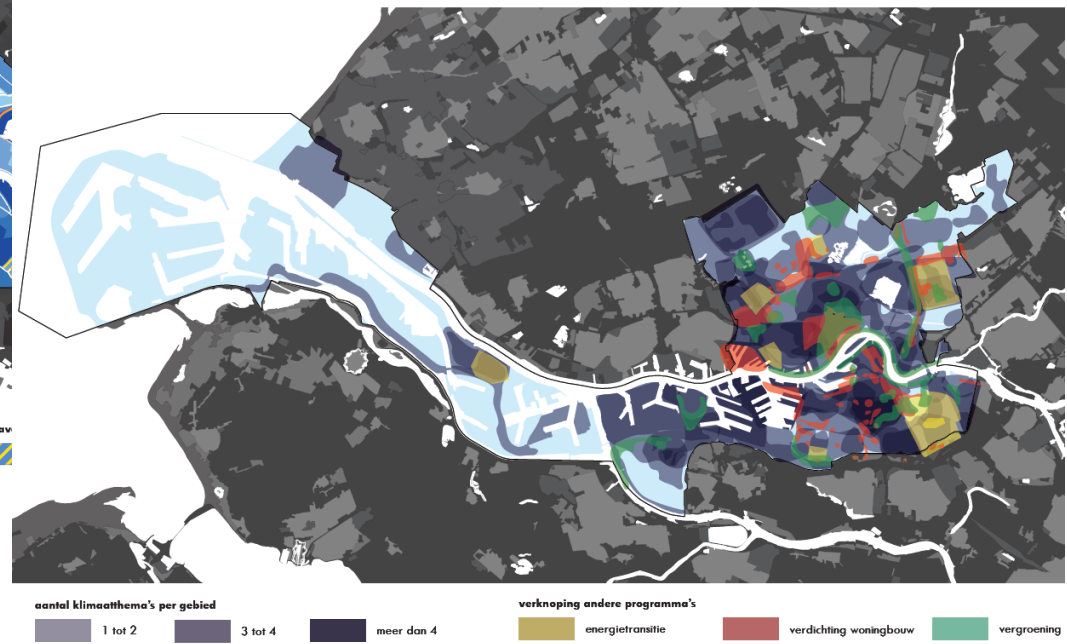 aantal klimaatthema's per gebied
1 tot 2
3 tot 4
meer dan 4
verknoping andere programma's
energietransitie
verdichting woningbouw
vergroening